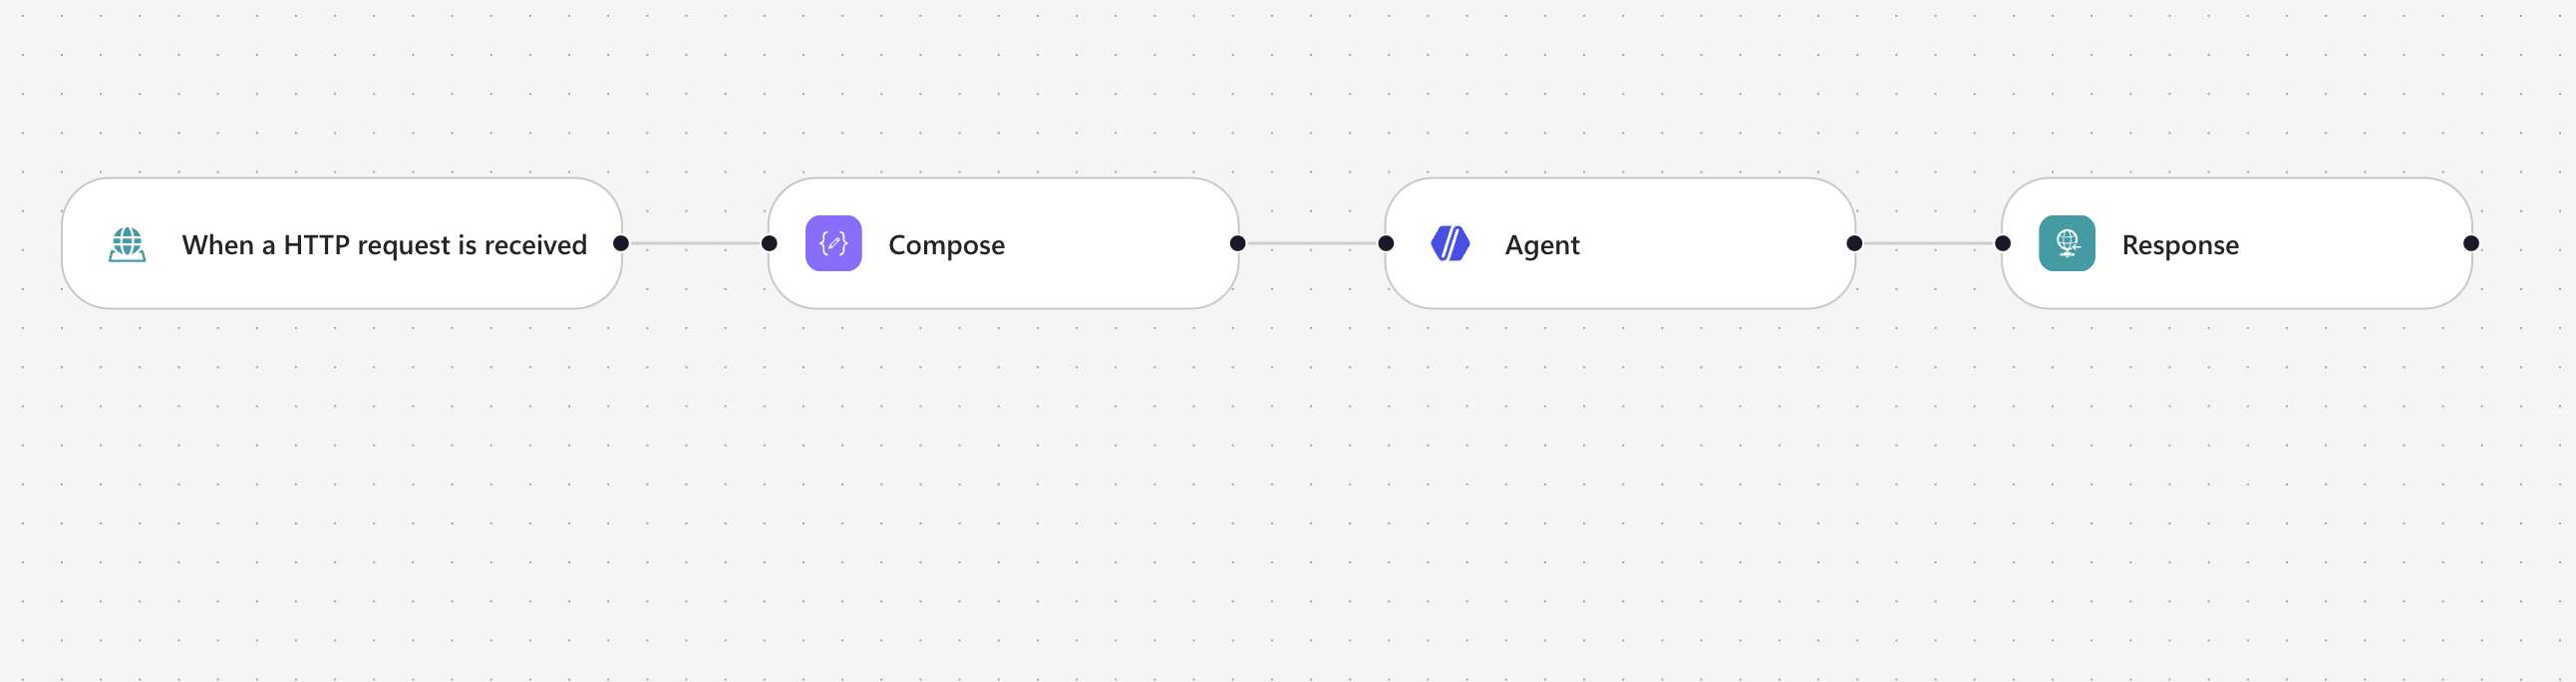 When a HTTP request is received
Compose
Agent
Response